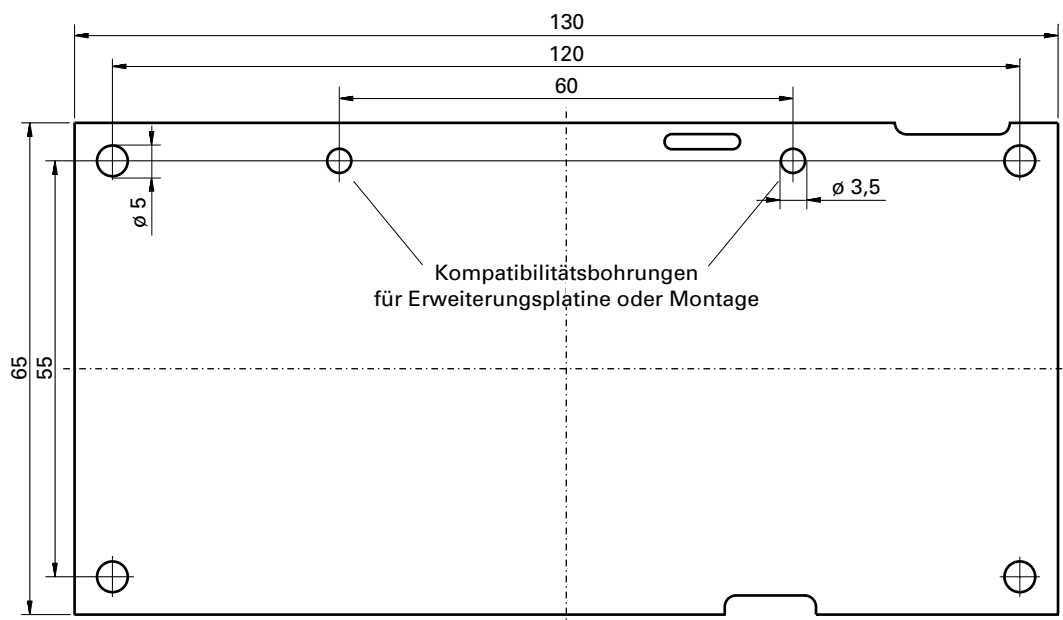 130
120
60
ø 5
ø 3,5
Kompatibilitätsbohrungen
für Erweiterungsplatine oder Montage
65
55